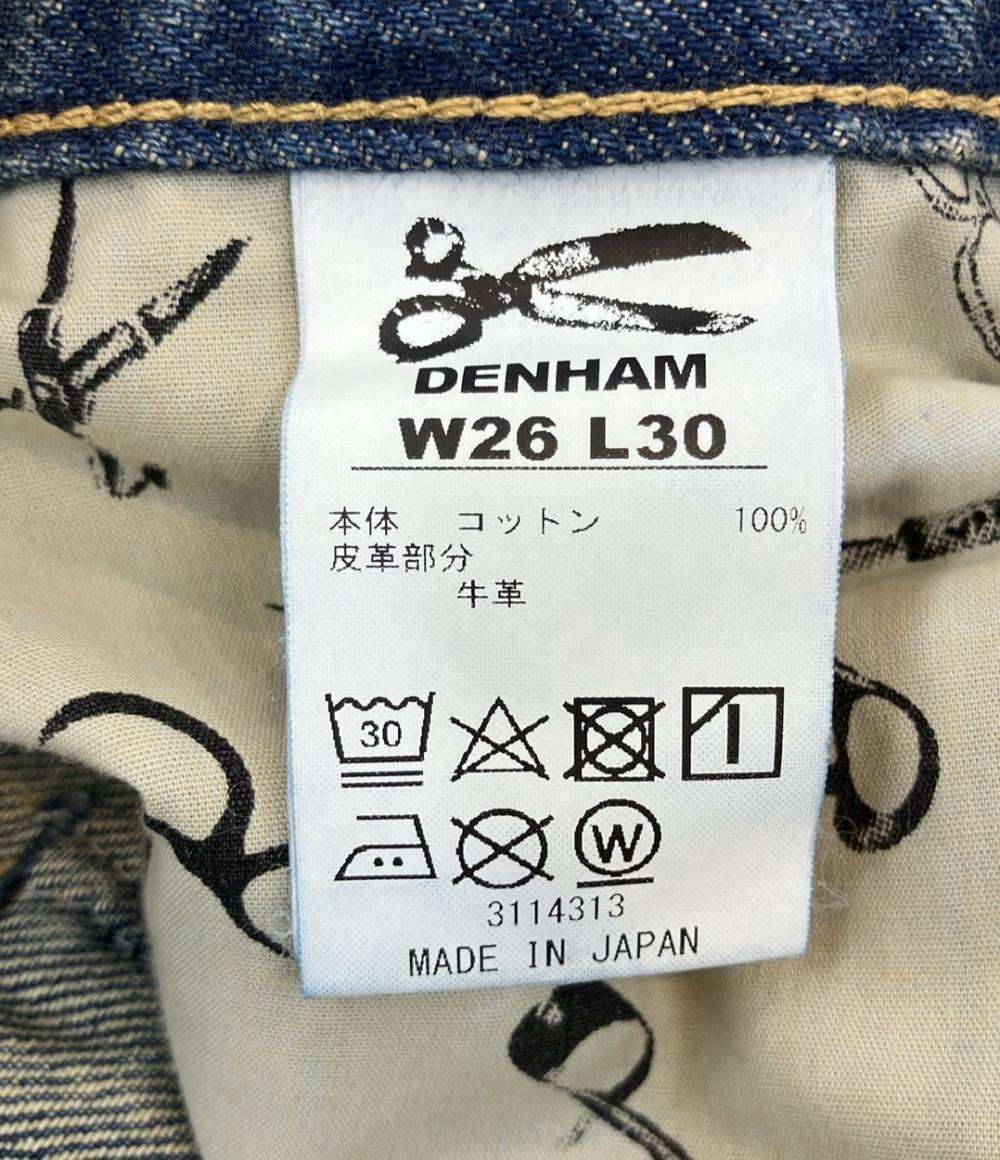 DENHAM
W26 L30
本体 コットン 100%
皮革部分
牛革
30
W
3114313
MADE IN JAPAN